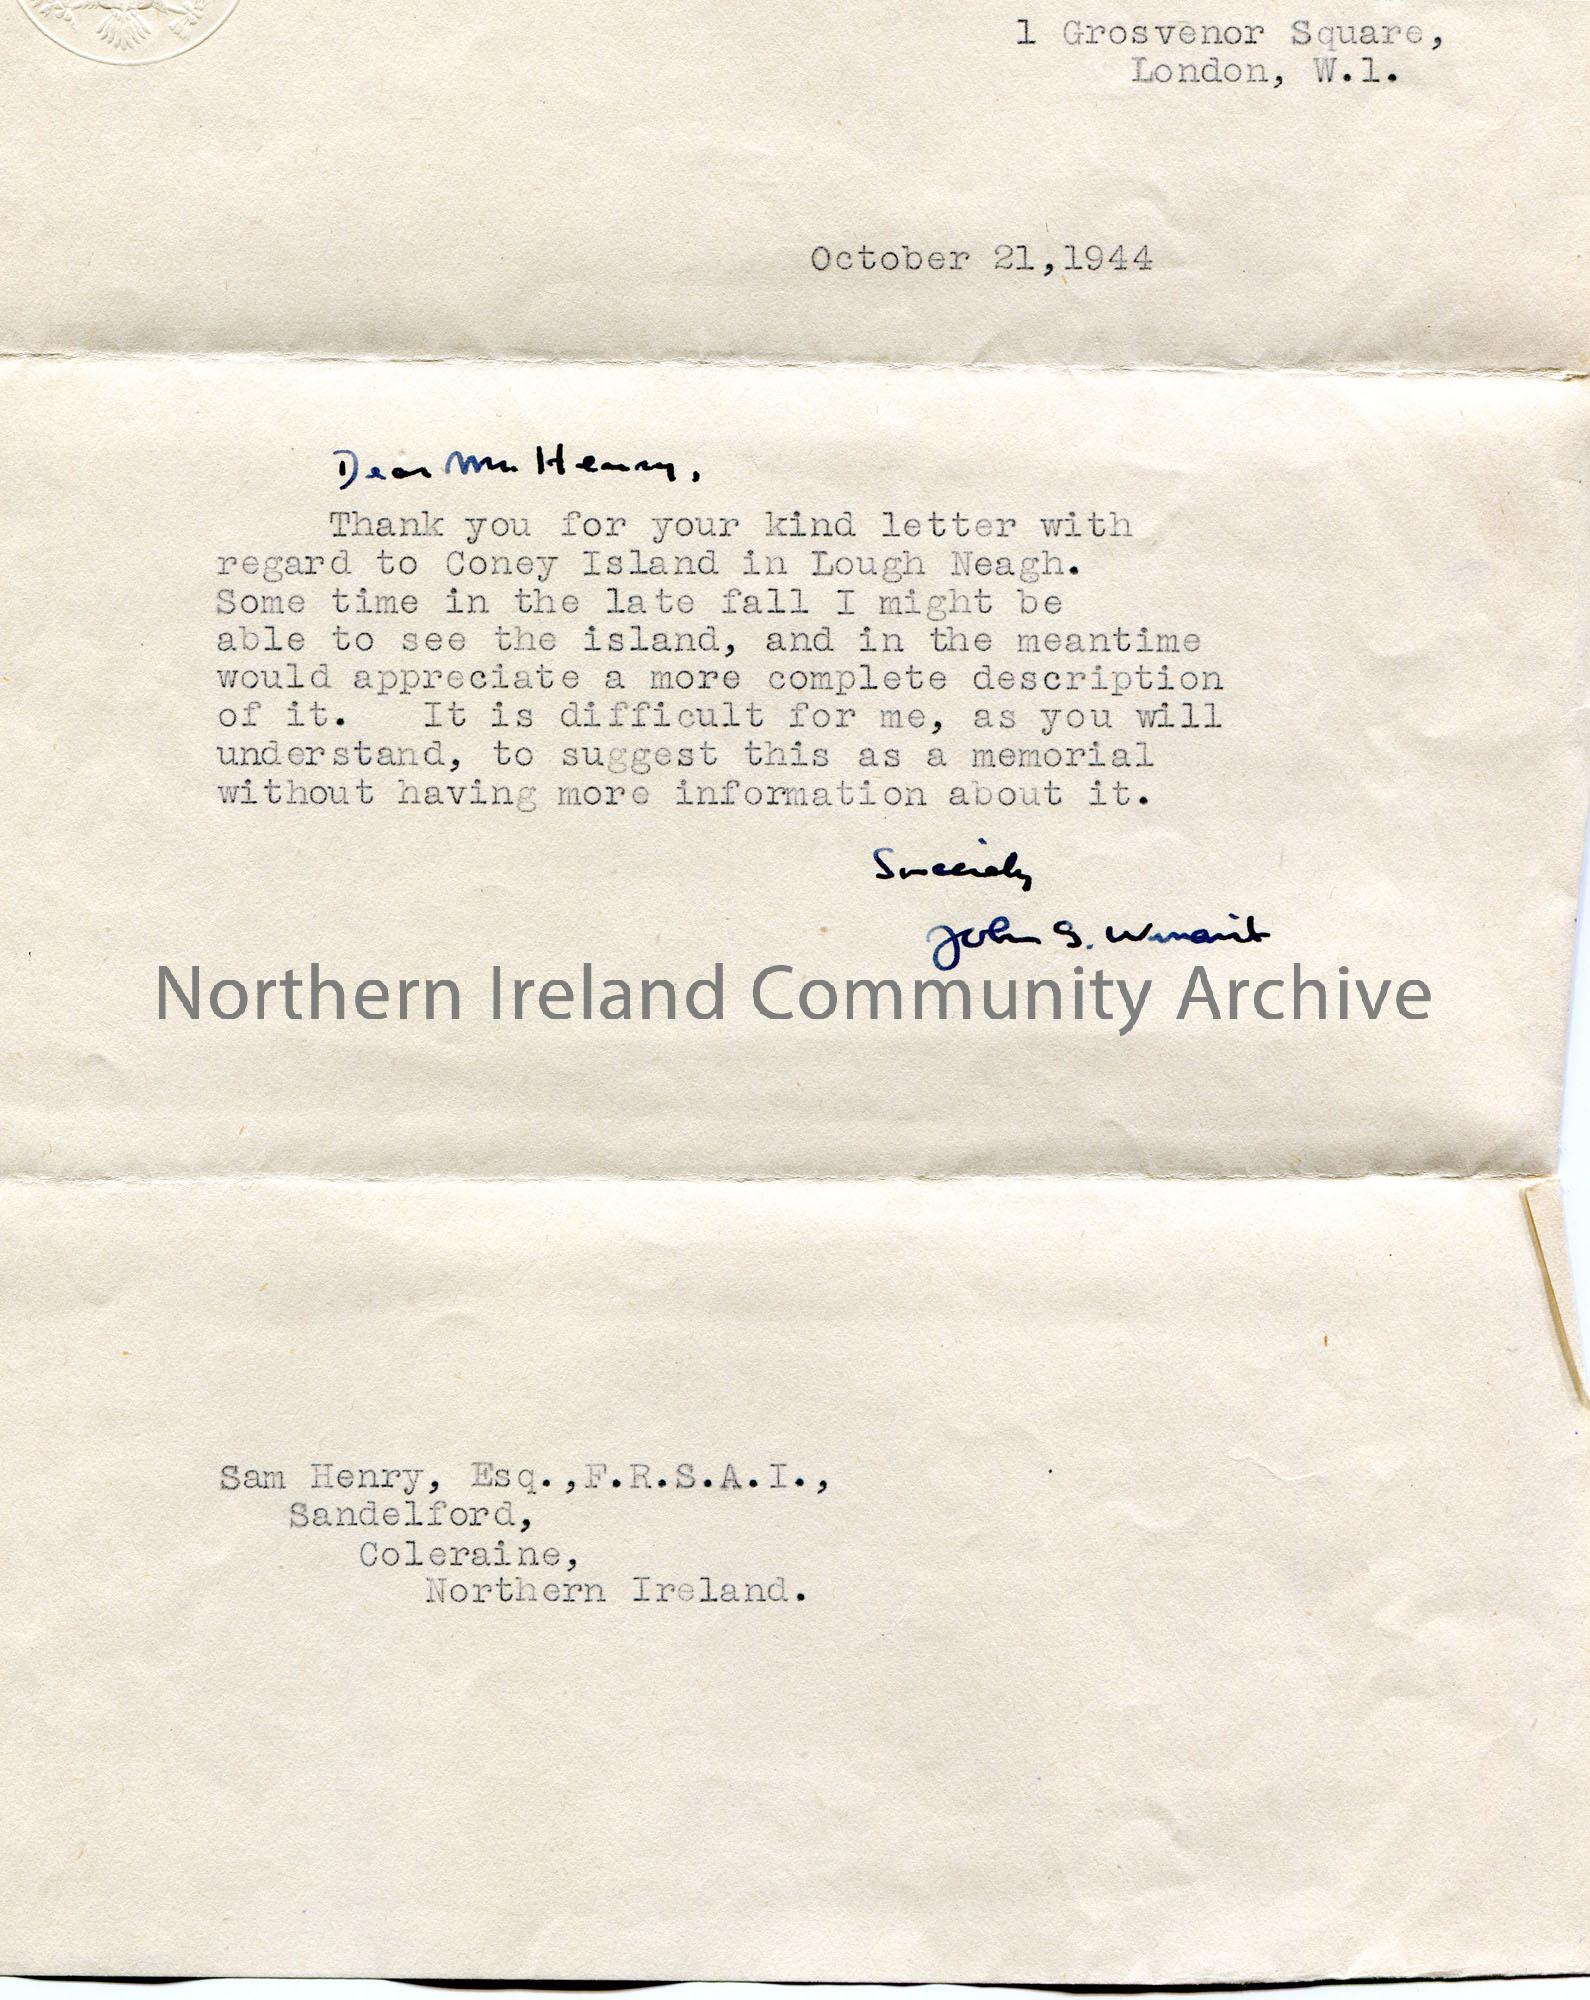 1 Grosvenor Square,
London, W.1.
October 21,1944
Dear Mr. Henry,
Thank you for your kind letter with
regard to Coney Island in Lough Neagh.
Some time in the late fall I might be
able to see the island, and in the meantime
would appreciate a more complete description
of it. It is difficult for me, as you will
understand, to suggest this as a memorial
without having more information about it.
Sincerely
John G. Winant
Northern Ireland Community Archive
Sam Henry, Esq.,F.R.S.A.I.,
Sandelford,
Coleraine,
Northern Ireland.